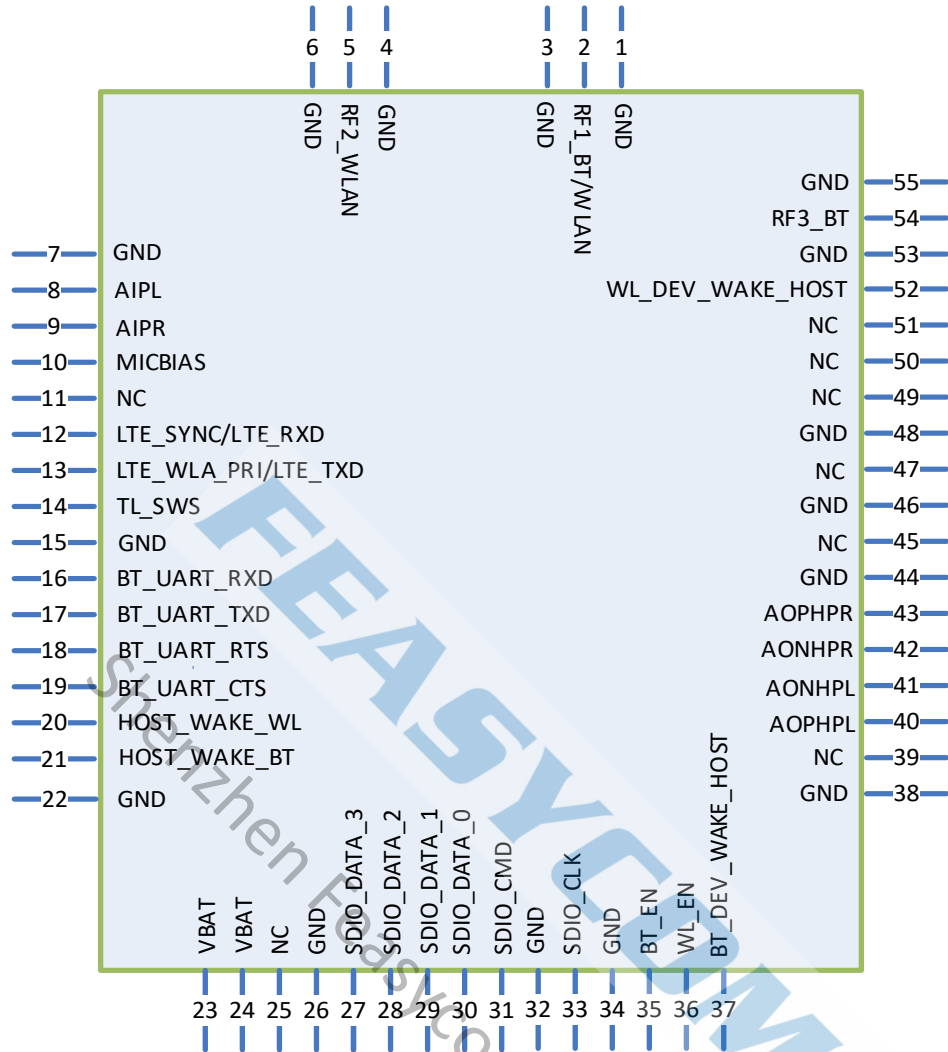 6 5 4 3 2 1
GND RF2_WLAN GND GND RF1_BT/WLAN GND
7 GND
8 AIPL
9 AIPR
10 MICBIAS
11 NC
12 LTE_SYNC/LTE_RXD
13 LTE_WLA_PRI/LTE_TXD
14 TL_SWS
15 GND
16 BT_UART_RXD
17 BT_UART_TXD
18 BT_UART_RTS
19 BT_UART_CTS
20 HOST_WAKE_WL
21 HOST_WAKE_BT
22 GND
GND 55
RF3_BT 54
GND 53
WL_DEV_WAKE_HOST 52
NC 51
NC 50
NC 49
GND 48
NC 47
GND 46
NC 45
GND 44
AOPHPR 43
AONHPR 42
AONHPL 41
AOPHPL 40
NC 39
GND 38
VBAT VBAT NC GND SDIO_DATA_3 SDIO_DATA_2 SDIO_DATA_1 SDIO_DATA_0 SDIO_CMD GND SDIO_CLK GND BT_EN WL_EN BT_DEV_WAKE_HOST
23 24 25 26 27 28 29 30 31 32 33 34 35 36 37
FEASYCOM
Shenzhen Feasyco